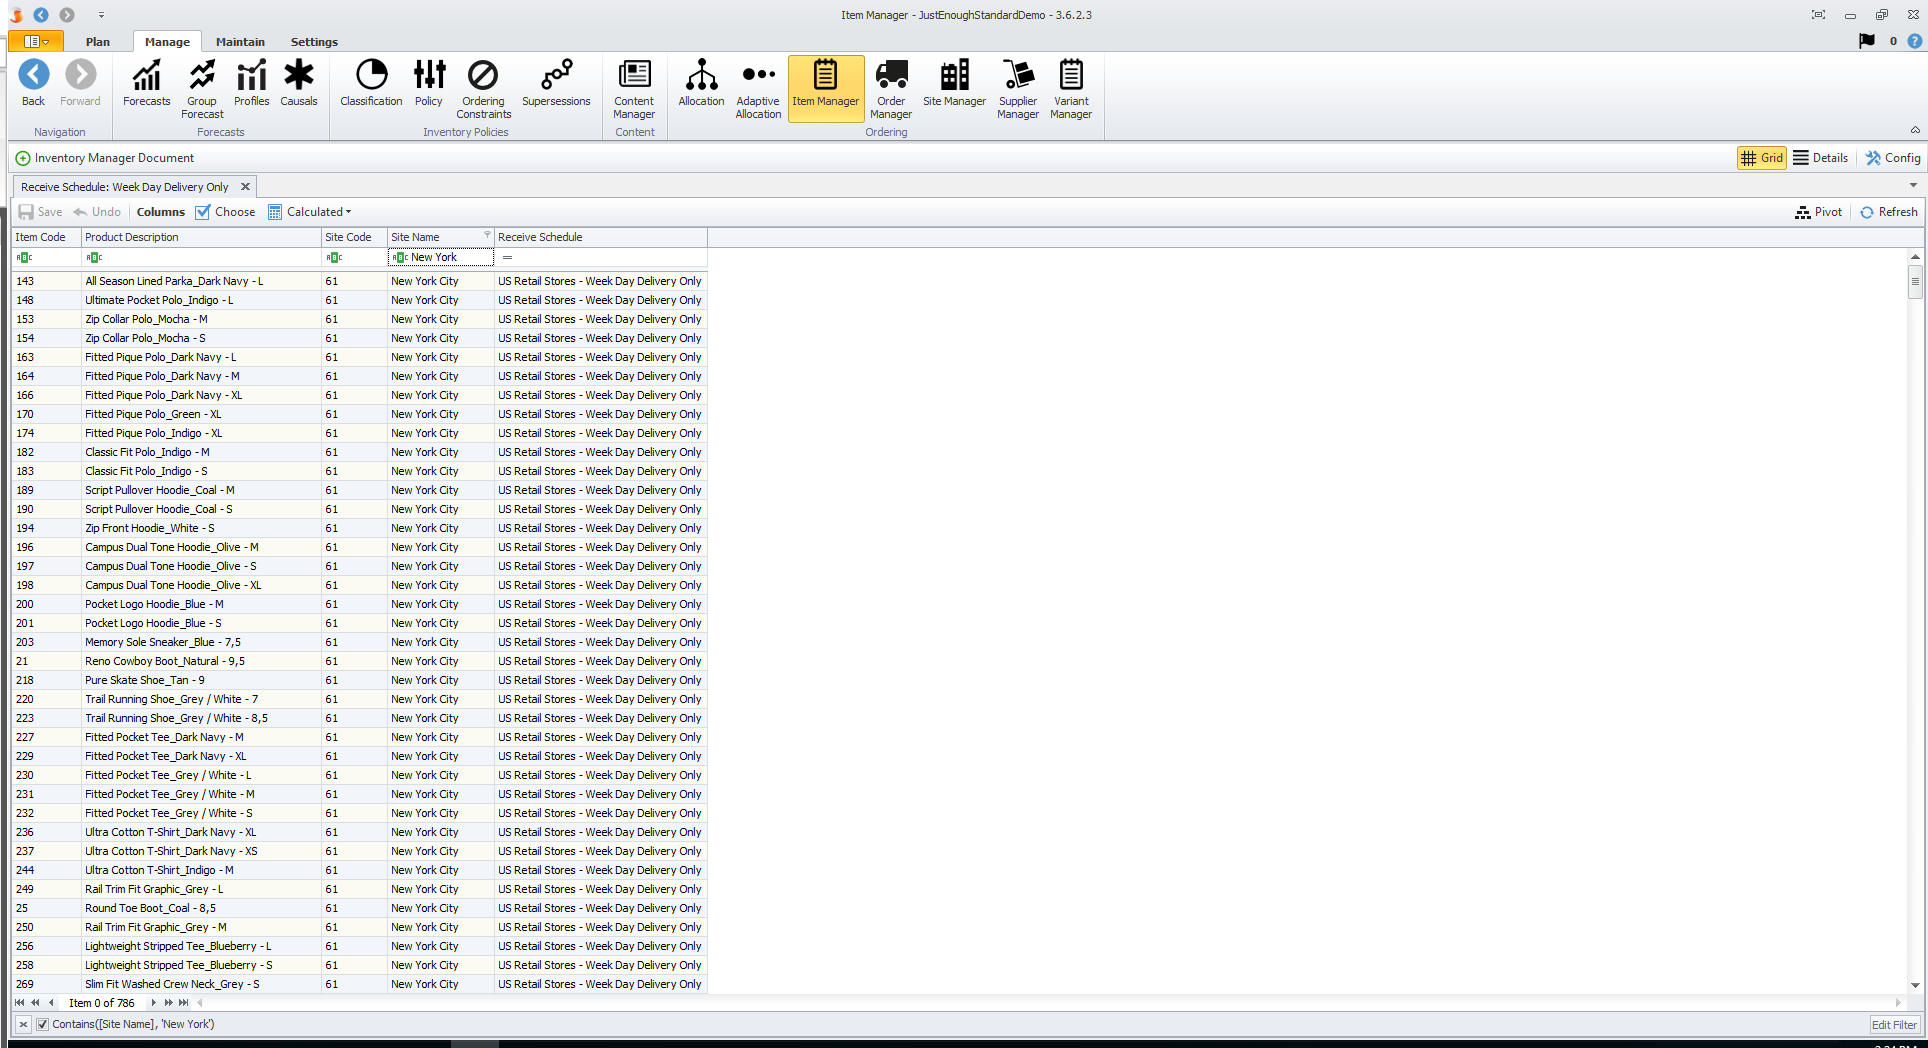 Item Manager - JustEnoughStandardDemo - 3.6.2.3
Plan Manage Maintain Settings 0 ?
Back Forward Forecasts Group Forecast Profiles Causals Classification Policy Ordering Constraints Supersessions Content Manager Allocation Adaptive Allocation Item Manager Order Manager Site Manager Supplier Manager Variant Manager
Navigation Forecasts Inventory Policies Content Ordering
Inventory Manager Document Grid Details Config
Receive Schedule: Week Day Delivery Only
Save Undo Columns Choose Calculated Pivot Refresh
Item Code Product Description Site Code Site Name Receive Schedule
ABC ABC ABC ABC New York =
143 All Season Lined Parka_Dark Navy - L 61 New York City US Retail Stores - Week Day Delivery Only
148 Ultimate Pocket Polo_Indigo - L 61 New York City US Retail Stores - Week Day Delivery Only
153 Zip Collar Polo_Mocha - M 61 New York City US Retail Stores - Week Day Delivery Only
154 Zip Collar Polo_Mocha - S 61 New York City US Retail Stores - Week Day Delivery Only
163 Fitted Pique Polo_Dark Navy - L 61 New York City US Retail Stores - Week Day Delivery Only
164 Fitted Pique Polo_Dark Navy - M 61 New York City US Retail Stores - Week Day Delivery Only
166 Fitted Pique Polo_Dark Navy - XL 61 New York City US Retail Stores - Week Day Delivery Only
170 Fitted Pique Polo_Green - XL 61 New York City US Retail Stores - Week Day Delivery Only
174 Fitted Pique Polo_Indigo - XL 61 New York City US Retail Stores - Week Day Delivery Only
182 Classic Fit Polo_Indigo - M 61 New York City US Retail Stores - Week Day Delivery Only
183 Classic Fit Polo_Indigo - S 61 New York City US Retail Stores - Week Day Delivery Only
189 Script Pullover Hoodie_Coal - M 61 New York City US Retail Stores - Week Day Delivery Only
190 Script Pullover Hoodie_Coal - S 61 New York City US Retail Stores - Week Day Delivery Only
194 Zip Front Hoodie_White - S 61 New York City US Retail Stores - Week Day Delivery Only
196 Campus Dual Tone Hoodie_Olive - M 61 New York City US Retail Stores - Week Day Delivery Only
197 Campus Dual Tone Hoodie_Olive - S 61 New York City US Retail Stores - Week Day Delivery Only
198 Campus Dual Tone Hoodie_Olive - XL 61 New York City US Retail Stores - Week Day Delivery Only
200 Pocket Logo Hoodie_Blue - M 61 New York City US Retail Stores - Week Day Delivery Only
201 Pocket Logo Hoodie_Blue - S 61 New York City US Retail Stores - Week Day Delivery Only
203 Memory Sole Sneaker_Blue - 7,5 61 New York City US Retail Stores - Week Day Delivery Only
21 Reno Cowboy Boot_Natural - 9,5 61 New York City US Retail Stores - Week Day Delivery Only
218 Pure Skate Shoe_Tan - 9 61 New York City US Retail Stores - Week Day Delivery Only
220 Trail Running Shoe_Grey / White - 7 61 New York City US Retail Stores - Week Day Delivery Only
223 Trail Running Shoe_Grey / White - 8,5 61 New York City US Retail Stores - Week Day Delivery Only
227 Fitted Pocket Tee_Dark Navy - M 61 New York City US Retail Stores - Week Day Delivery Only
229 Fitted Pocket Tee_Dark Navy - XL 61 New York City US Retail Stores - Week Day Delivery Only
230 Fitted Pocket Tee_Grey / White - L 61 New York City US Retail Stores - Week Day Delivery Only
231 Fitted Pocket Tee_Grey / White - M 61 New York City US Retail Stores - Week Day Delivery Only
232 Fitted Pocket Tee_Grey / White - S 61 New York City US Retail Stores - Week Day Delivery Only
236 Ultra Cotton T-Shirt_Dark Navy - XL 61 New York City US Retail Stores - Week Day Delivery Only
237 Ultra Cotton T-Shirt_Dark Navy - XS 61 New York City US Retail Stores - Week Day Delivery Only
244 Ultra Cotton T-Shirt_Indigo - M 61 New York City US Retail Stores - Week Day Delivery Only
249 Rail Trim Fit Graphic_Grey - L 61 New York City US Retail Stores - Week Day Delivery Only
25 Round Toe Boot_Coal - 8,5 61 New York City US Retail Stores - Week Day Delivery Only
250 Rail Trim Fit Graphic_Grey - M 61 New York City US Retail Stores - Week Day Delivery Only
256 Lightweight Stripped Tee_Blueberry - L 61 New York City US Retail Stores - Week Day Delivery Only
258 Lightweight Stripped Tee_Blueberry - S 61 New York City US Retail Stores - Week Day Delivery Only
269 Slim Fit Washed Crew Neck_Grey - S 61 New York City US Retail Stores - Week Day Delivery Only
Item 0 of 786
Contains([Site Name], 'New York') Edit Filter